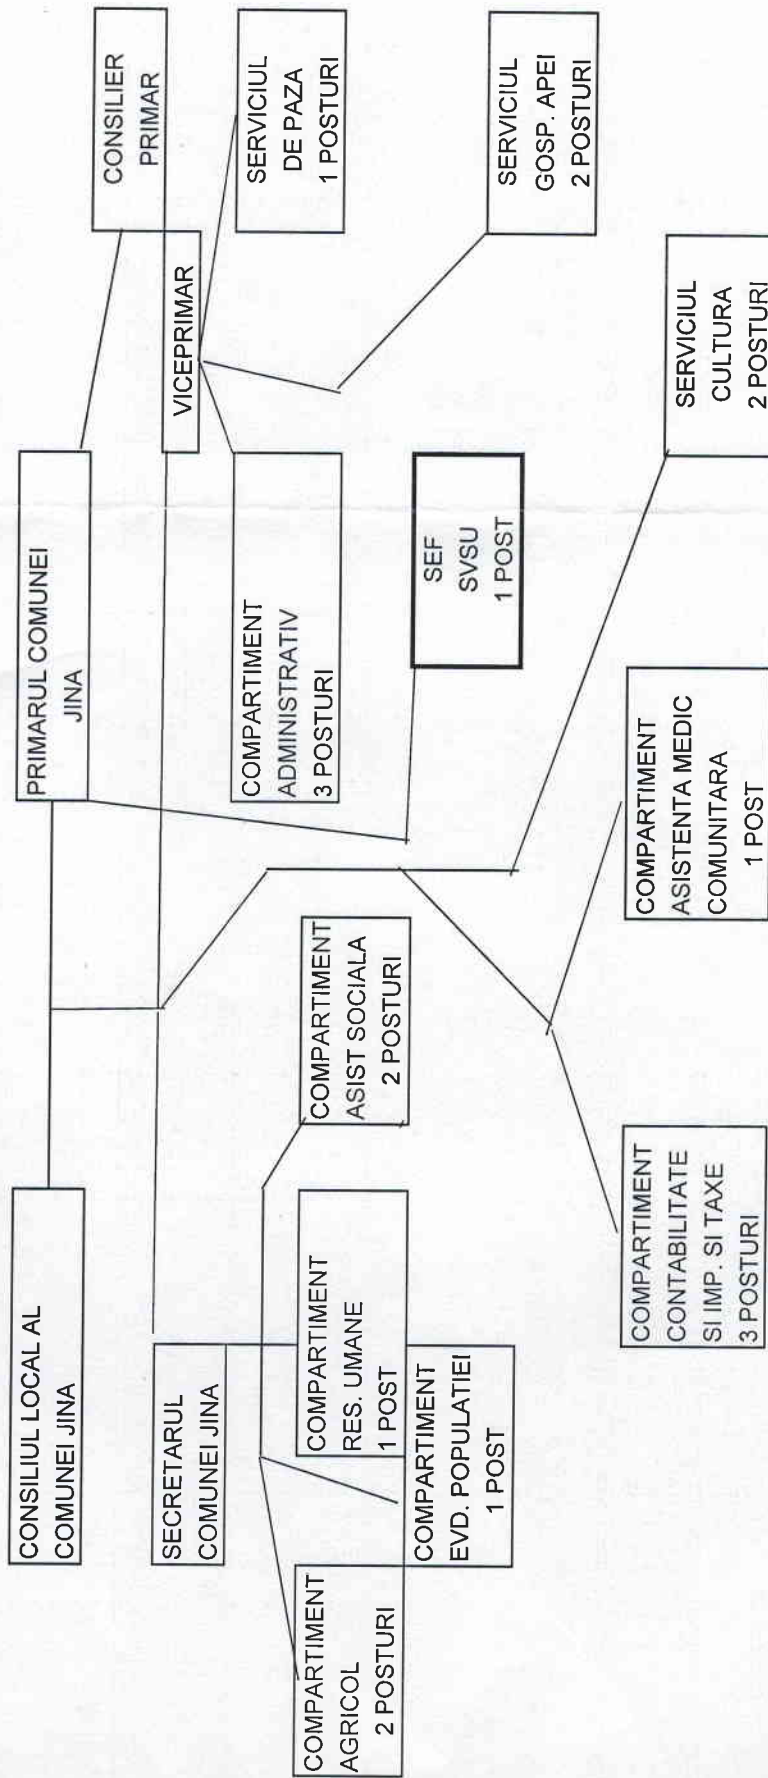 CONSILIUL LOCAL AL
COMUNEI JINA
PRIMARUL COMUNEI
JINA
CONSILIER
PRIMAR
SECRETARUL
COMUNEI JINA
VICEPRIMAR
COMPARTIMENT
AGRICOL
2 POSTURI
COMPARTIMENT
RES. UMANE
1 POST
COMPARTIMENT
ASIST SOCIALA
2 POSTURI
COMPARTIMENT
ADMINISTRATIV
3 POSTURI
SERVICIUL
DE PAZA
1 POSTURI
COMPARTIMENT
EVD. POPULATIEI
1 POST
SEF
SVSU
1 POST
SERVICIUL
GOSP. APEI
2 POSTURI
COMPARTIMENT
CONTABILITATE
SI IMP. SI TAXE
3 POSTURI
COMPARTIMENT
ASISTENTA MEDIC
COMUNITARA
1 POST
SERVICIUL
CULTURA
2 POSTURI